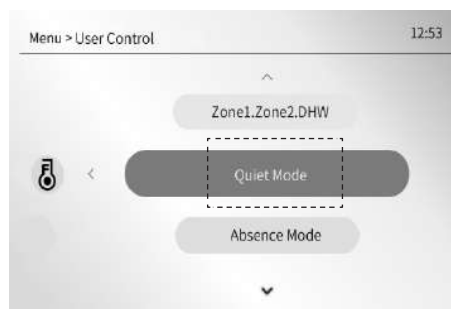 Menu > User Control
12:53
Zone1.Zone2.DHW
Quiet Mode
Absence Mode